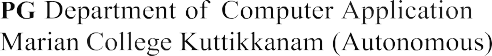 PG Department of Computer Application
Marian College Kuttikkanam (Autonomous)